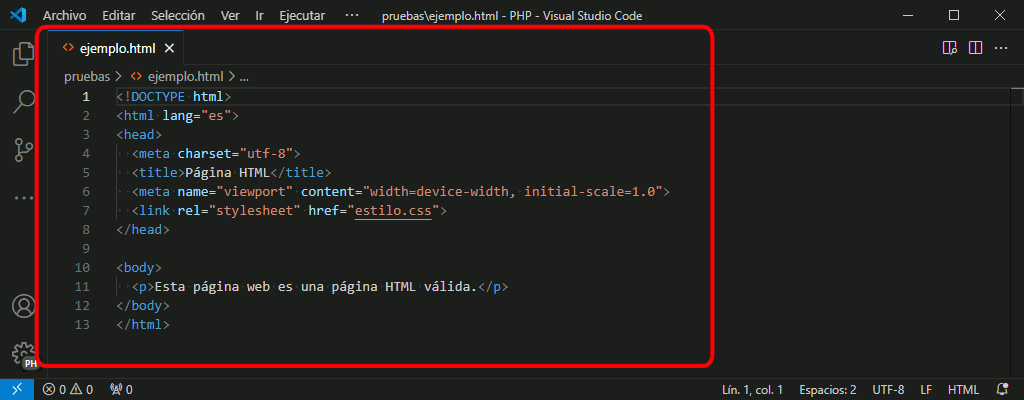 Archivo Editar Selección Ver Ir Ejecutar ··· pruebas\ejemplo.html - PHP - Visual Studio Code
<> ejemplo.html ×
pruebas > <> ejemplo.html > ...
1 <!DOCTYPE html>
2 <html lang="es">
3 <head>
4   <meta charset="utf-8">
5   <title>Página HTML</title>
6   <meta name="viewport" content="width=device-width, initial-scale=1.0">
7   <link rel="stylesheet" href="estilo.css">
8 </head>
9
10 <body>
11   <p>Esta página web es una página HTML válida.</p>
12 </body>
13 </html>
PH
0 0 0 Lín. 1, col. 1 Espacios: 2 UTF-8 LF HTML